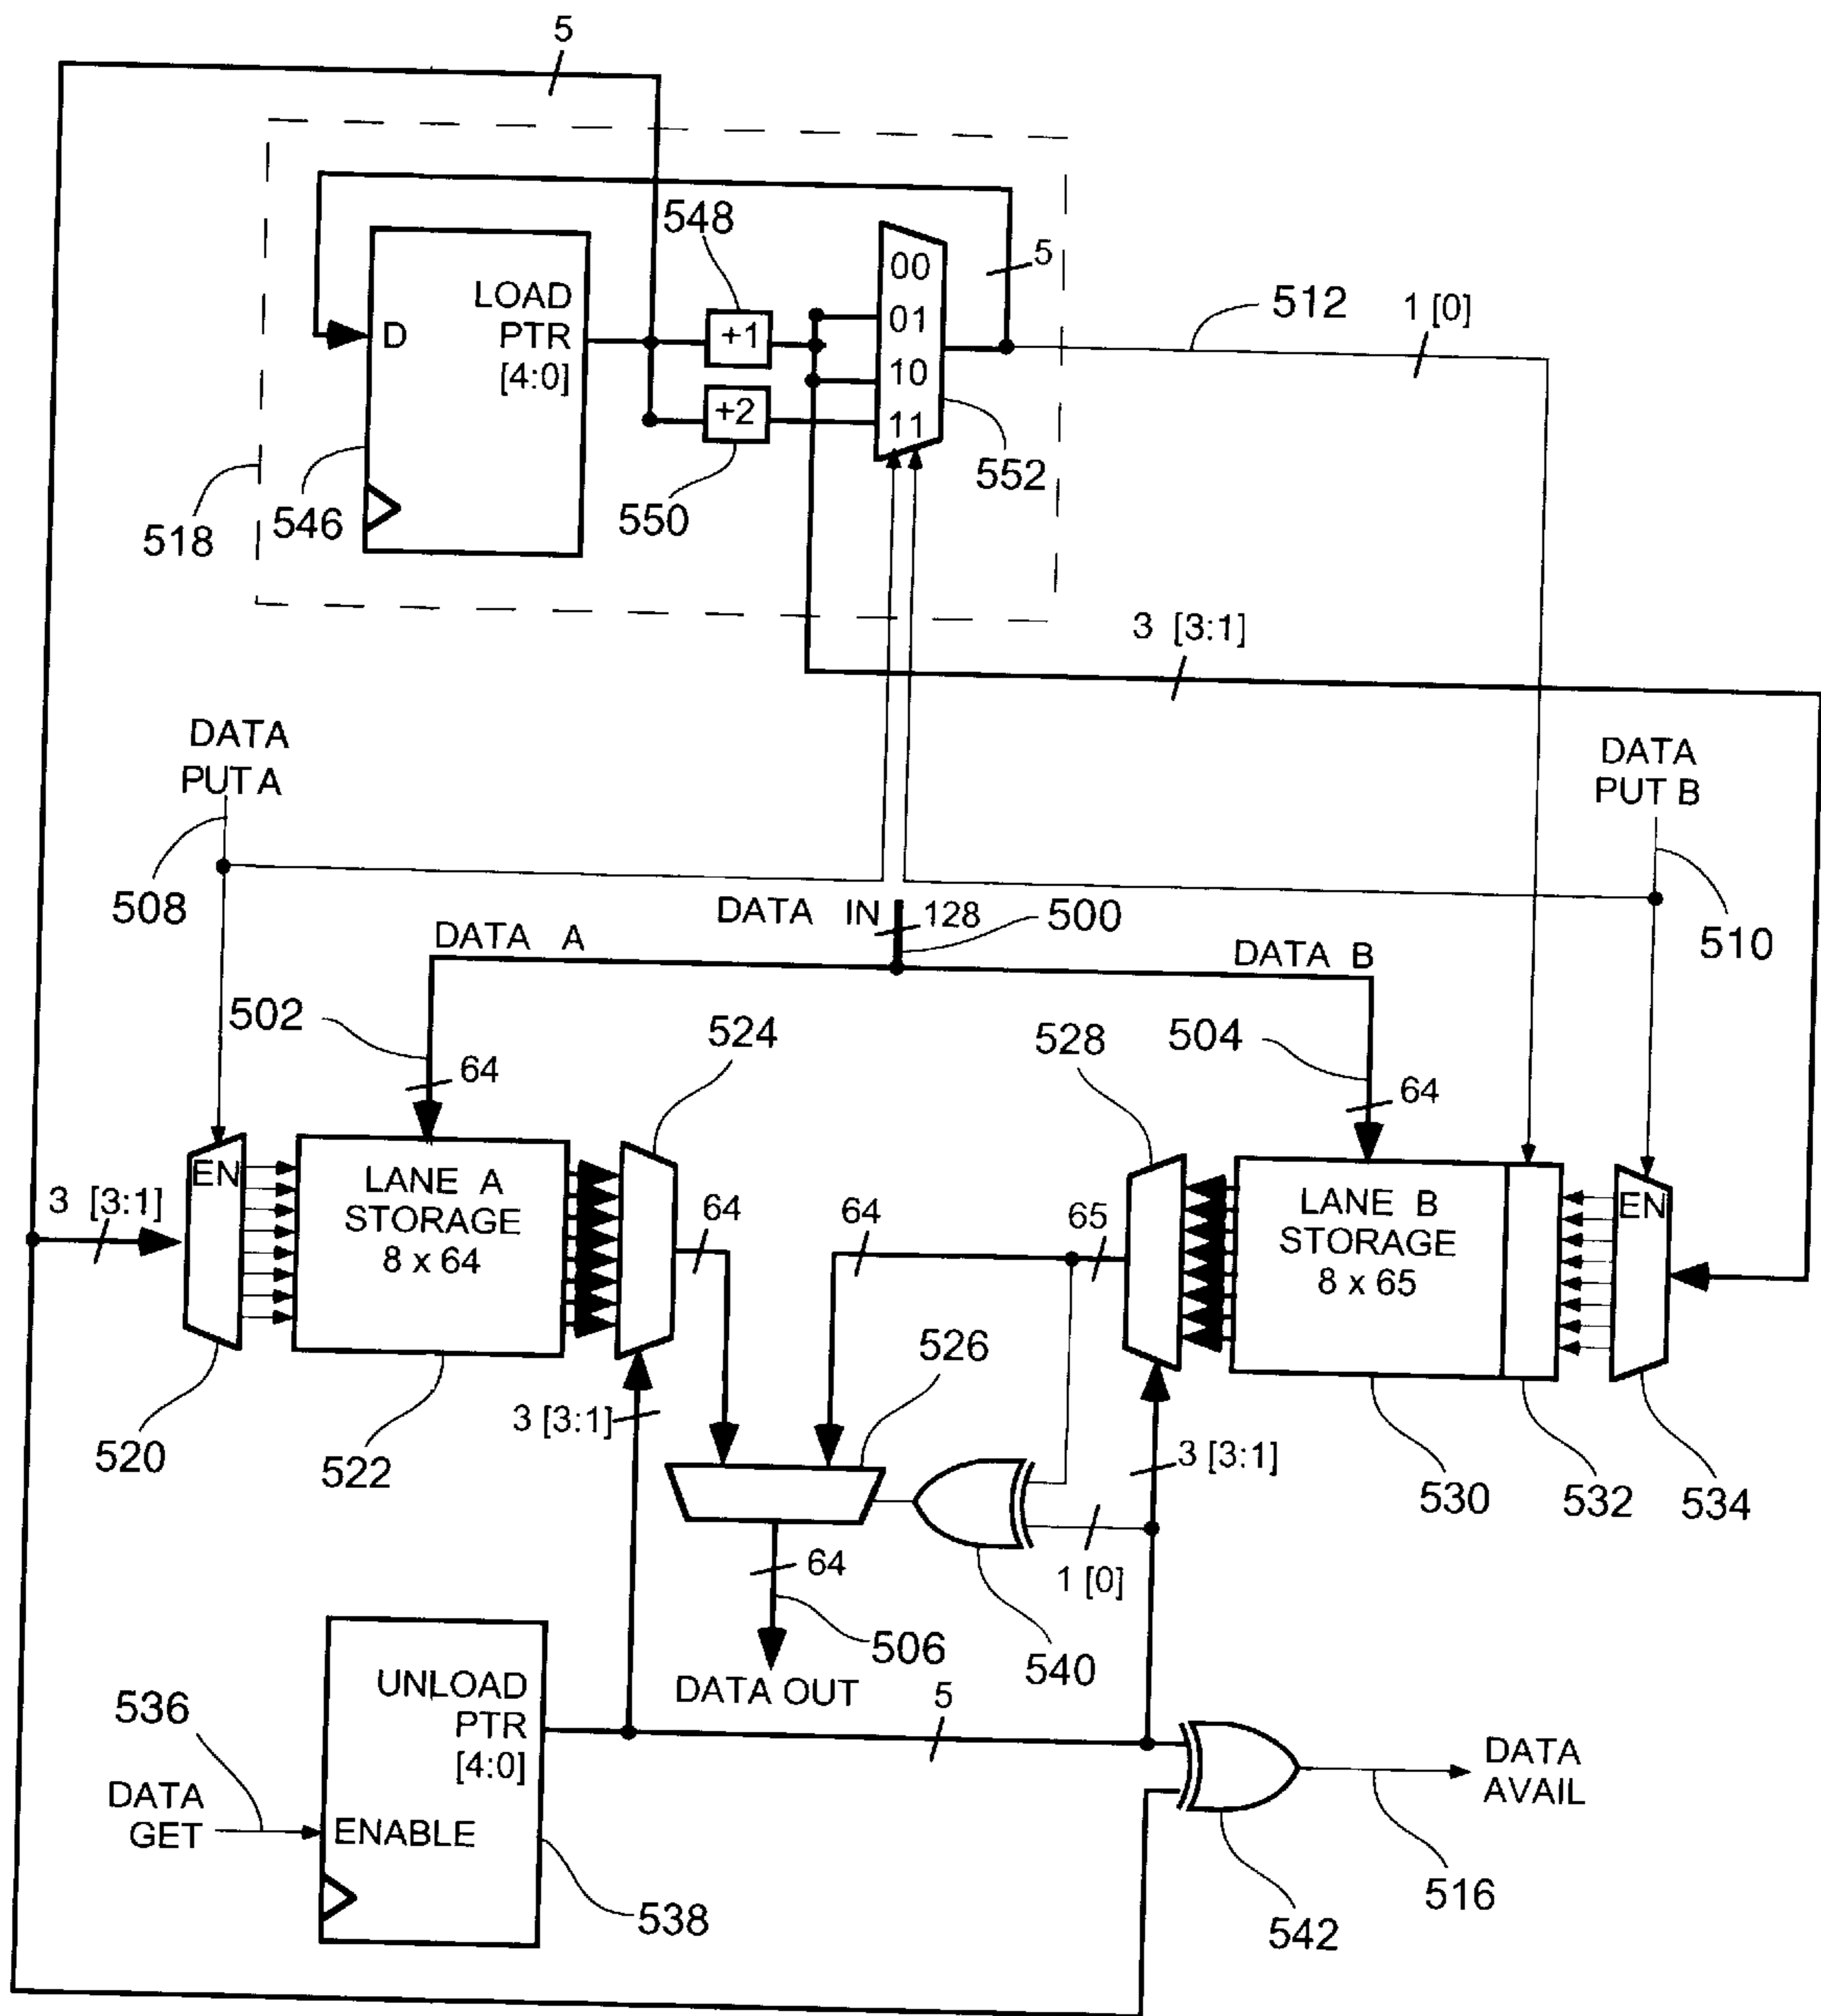 5
548
LOAD
PTR
[4:0]
D
+1
+2
00
01
10
11
5
512
1 [0]
552
550
546
518
3 [3:1]
DATA
PUT A
DATA
PUT B
508
510
DATA IN
128
500
DATA A
DATA B
502
64
524
528
504
64
EN
3 [3:1]
LANE A
STORAGE
8 x 64
64
64
65
LANE B
STORAGE
8 x 65
EN
526
520
522
3 [3:1]
3 [3:1]
530
532
534
1 [0]
64
506
540
DATA OUT
5
UNLOAD
PTR
[4:0]
536
DATA
GET
ENABLE
538
DATA
AVAIL
516
542